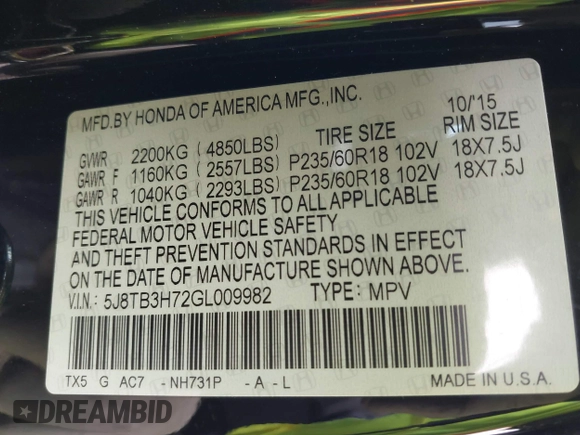 MFD.BY HONDA OF AMERICA MFG.,INC. 10/'15
TIRE SIZE RIM SIZE
GVWR 2200KG (4850LBS)
GAWR F 1160KG (2557LBS) P235/60R18 102V 18X7.5J
GAWR R 1040KG (2293LBS) P235/60R18 102V 18X7.5J
THIS VEHICLE CONFORMS TO ALL APPLICABLE
FEDERAL MOTOR VEHICLE SAFETY
AND THEFT PREVENTION STANDARDS IN EFFECT
ON THE DATE OF MANUFACTURE SHOWN ABOVE.
V.I.N.: 5J8TB3H72GL009982 TYPE: MPV
TX5 G AC7 - NH731P - A - L MADE IN U.S.A.
DREAMBID